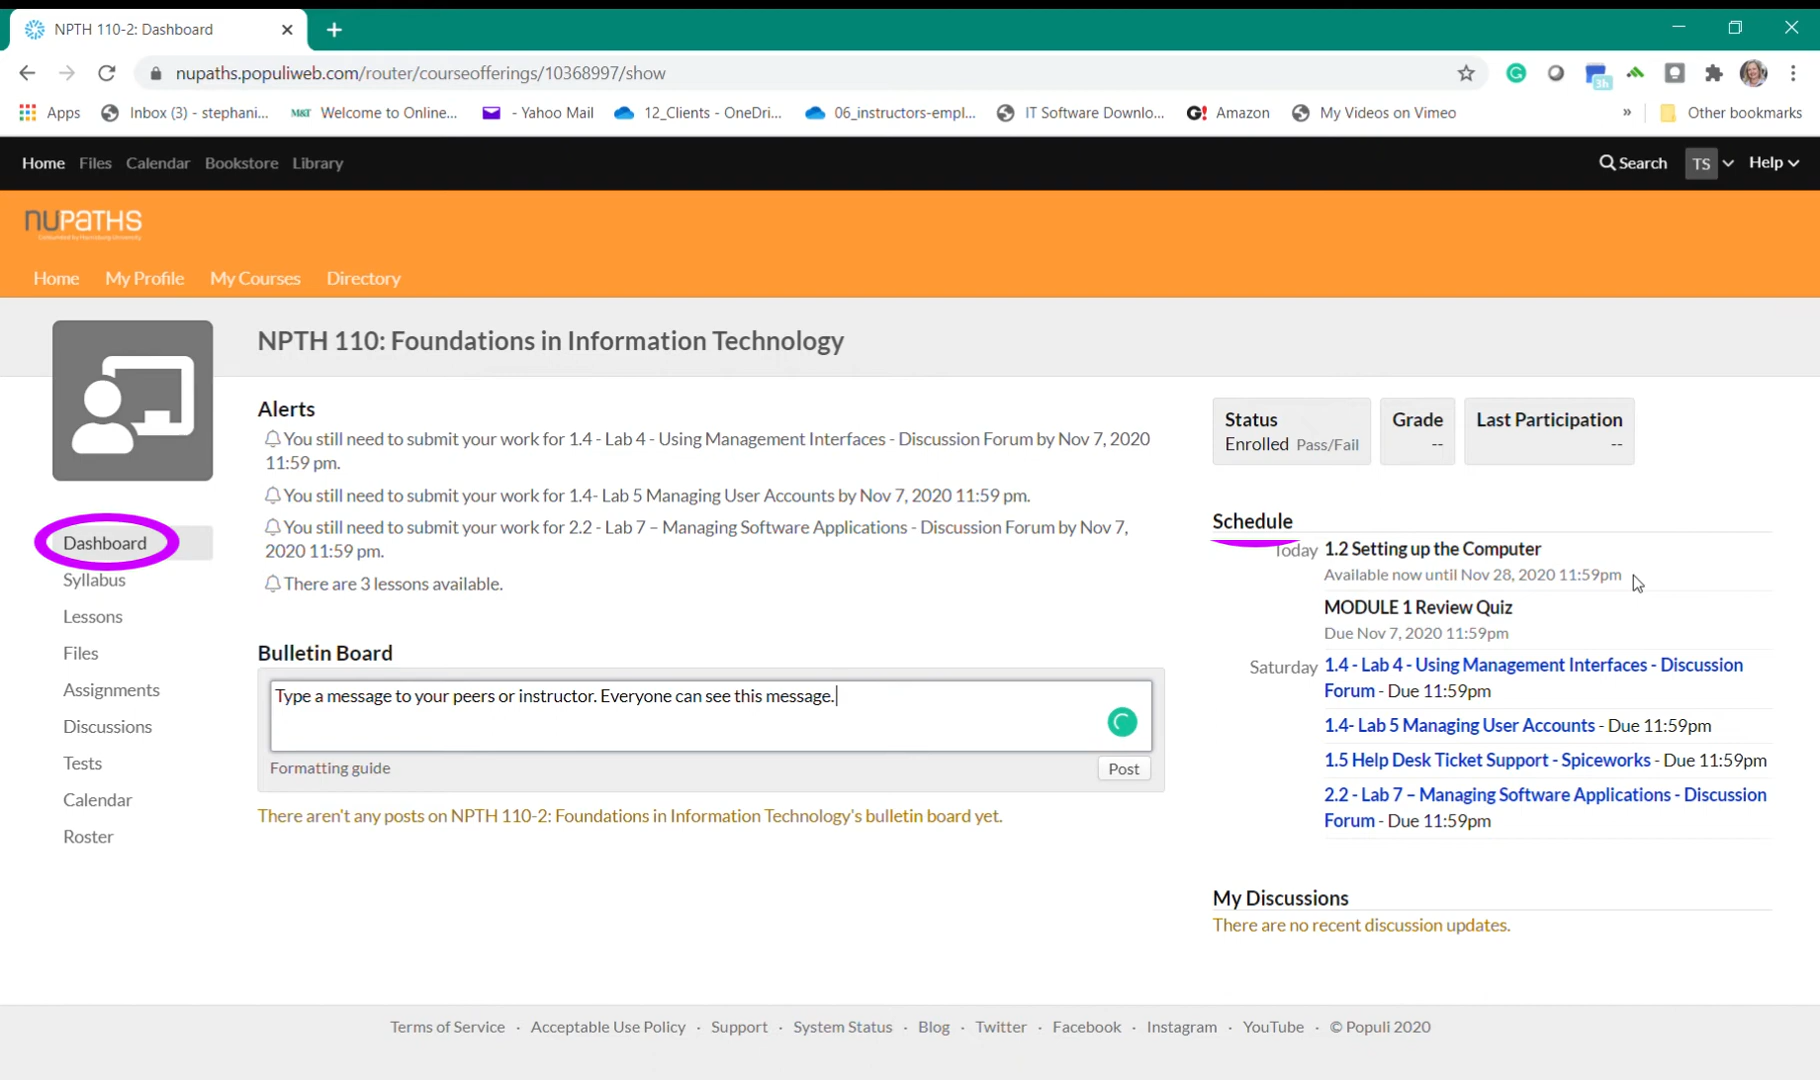 NPTH 110-2: Dashboard
nupaths.populiweb.com/router/courseofferings/10368997/show
3h
Apps
Inbox (3) - stephani...
M&T Welcome to Online...
- Yahoo Mail
12_Clients - OneDri...
06_instructors-empl...
IT Software Downlo...
G! Amazon
My Videos on Vimeo
»
Other bookmarks
Home Files Calendar Bookstore Library
Search TS Help
nuPaTHS
Home My Profile My Courses Directory
NPTH 110: Foundations in Information Technology
Dashboard
Syllabus
Lessons
Files
Assignments
Discussions
Tests
Calendar
Roster
Alerts
You still need to submit your work for 1.4 - Lab 4 - Using Management Interfaces - Discussion Forum by Nov 7, 2020
11:59 pm.
You still need to submit your work for 1.4- Lab 5 Managing User Accounts by Nov 7, 2020 11:59 pm.
You still need to submit your work for 2.2 - Lab 7 – Managing Software Applications - Discussion Forum by Nov 7,
2020 11:59 pm.
There are 3 lessons available.
Bulletin Board
Type a message to your peers or instructor. Everyone can see this message.
Formatting guide
Post
There aren't any posts on NPTH 110-2: Foundations in Information Technology's bulletin board yet.
Status
Enrolled Pass/Fail
Grade
--
Last Participation
--
Schedule
Today 1.2 Setting up the Computer
Available now until Nov 28, 2020 11:59pm
MODULE 1 Review Quiz
Due Nov 7, 2020 11:59pm
Saturday 1.4 - Lab 4 - Using Management Interfaces - Discussion
Forum - Due 11:59pm
1.4- Lab 5 Managing User Accounts - Due 11:59pm
1.5 Help Desk Ticket Support - Spiceworks - Due 11:59pm
2.2 - Lab 7 – Managing Software Applications - Discussion
Forum - Due 11:59pm
My Discussions
There are no recent discussion updates.
Terms of Service · Acceptable Use Policy · Support · System Status · Blog · Twitter · Facebook · Instagram · YouTube · © Populi 2020